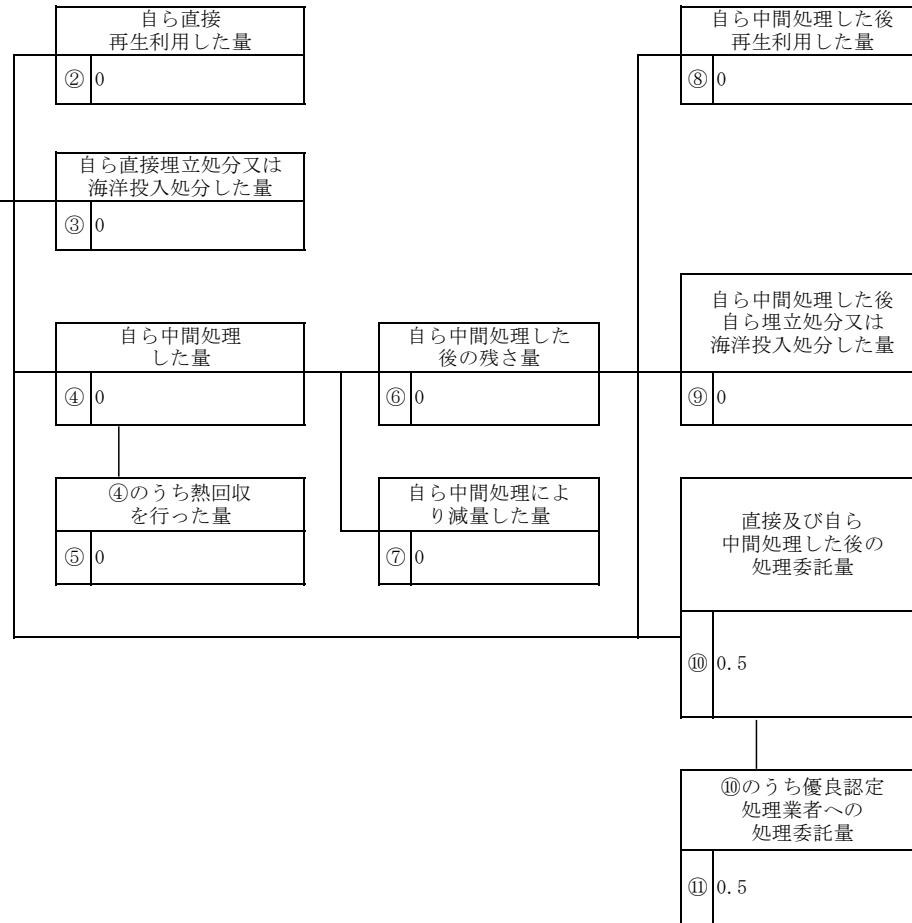 自ら直接
再生利用した量
② 0
自ら中間処理した後
再生利用した量
⑧ 0
自ら直接埋立処分又は
海洋投入処分した量
③ 0
自ら中間処理
した量
④ 0
自ら中間処理した
後の残さ量
⑥ 0
自ら中間処理した後
自ら埋立処分又は
海洋投入処分した量
⑨ 0
④のうち熱回収
を行った量
⑤ 0
自ら中間処理によ
り減量した量
⑦ 0
直接及び自ら
中間処理した後の
処理委託量
⑩ 0.5
⑩のうち優良認定
処理業者への
処理委託量
⑪ 0.5